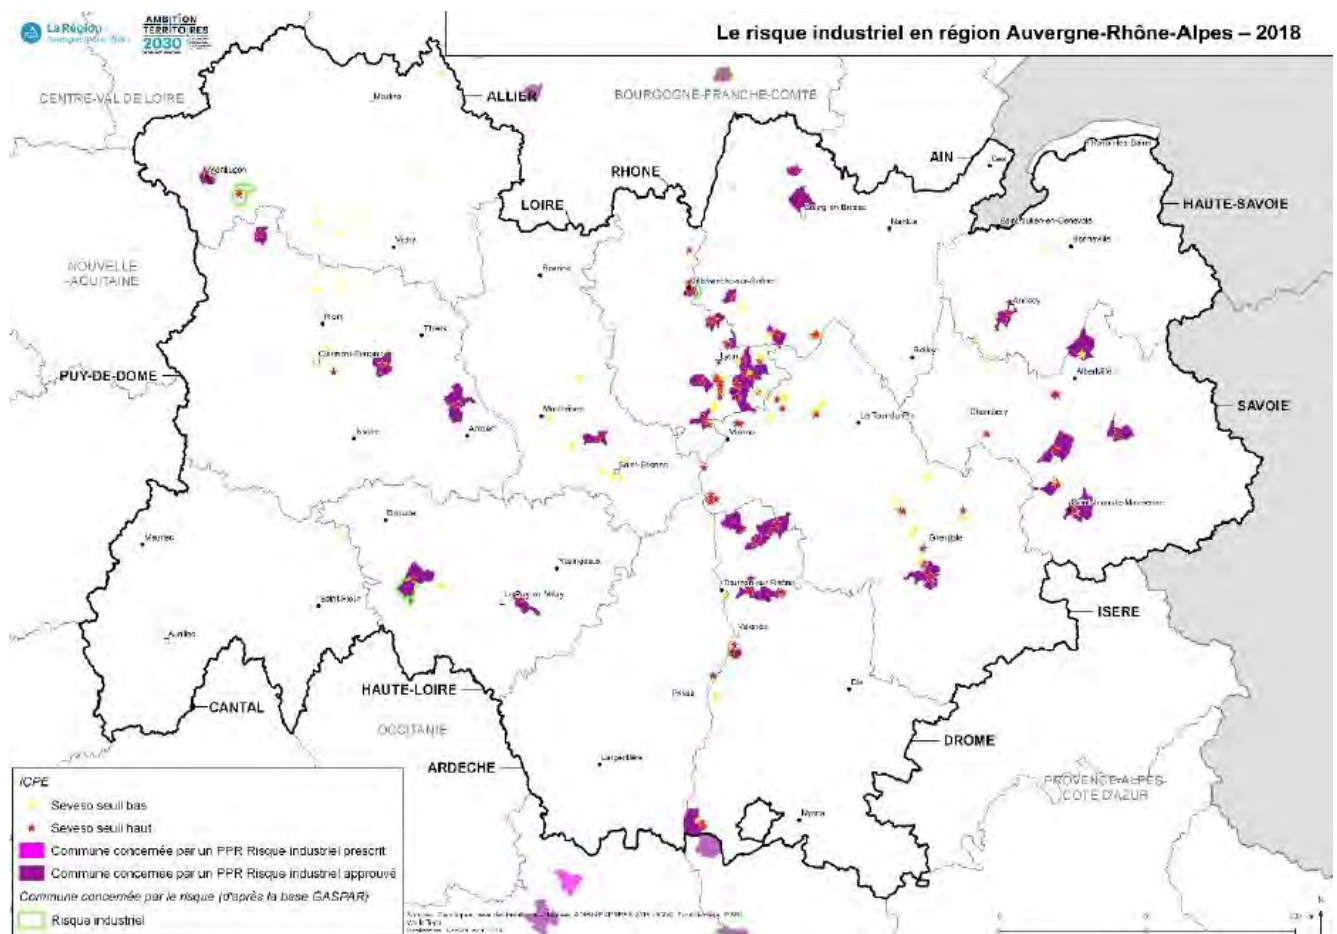 La Région
Auvergne-Rhône-Alpes
AMBITION
TERRITOIRES
2030
Le risque industriel en région Auvergne-Rhône-Alpes – 2018
CENTRE-VAL DE LOIRE
Moulins
ALLIER
BOURGOGNE-FRANCHE-COMTE
RHONE
AIN
Gex
Thonon-les-Bains
Montluçon
LOIRE
Bourg-en-Bresse
Nantua
Saint-Julien-en-Genevois
HAUTE-SAVOIE
Bonneville
Vichy
NOUVELLE
-AQUITAINE
Roanne
Villefranche-sur-Saône
Annecy
Riom
Thiers
Clermont-Ferrand
Lyon
Belley
Albertville
PUY-DE-DOME
SAVOIE
Montbrison
La Tour-du-Pin
Chambéry
Issoire
Ambert
Vienne
Saint-Etienne
Saint-Jean-de-Maurienne
Brioude
Mauriac
Grenoble
Yssingeaux
Tournon-sur-Rhône
Saint-Flour
Le Puy-en-Velay
ISERE
Aurillac
Valence
HAUTE-LOIRE
Privas
Die
CANTAL
OCCITANIE
DROME
ARDECHE
Largentière
PROVENCE-ALPES-
COTE D'AZUR
Nyons
ICPE
Seveso seuil bas
Seveso seuil haut
Commune concernée par un PPR Risque industriel prescrit
Commune concernée par un PPR Risque industriel approuvé
Commune concernée par le risque (d'après la base GASPAR)
Risque industriel
N